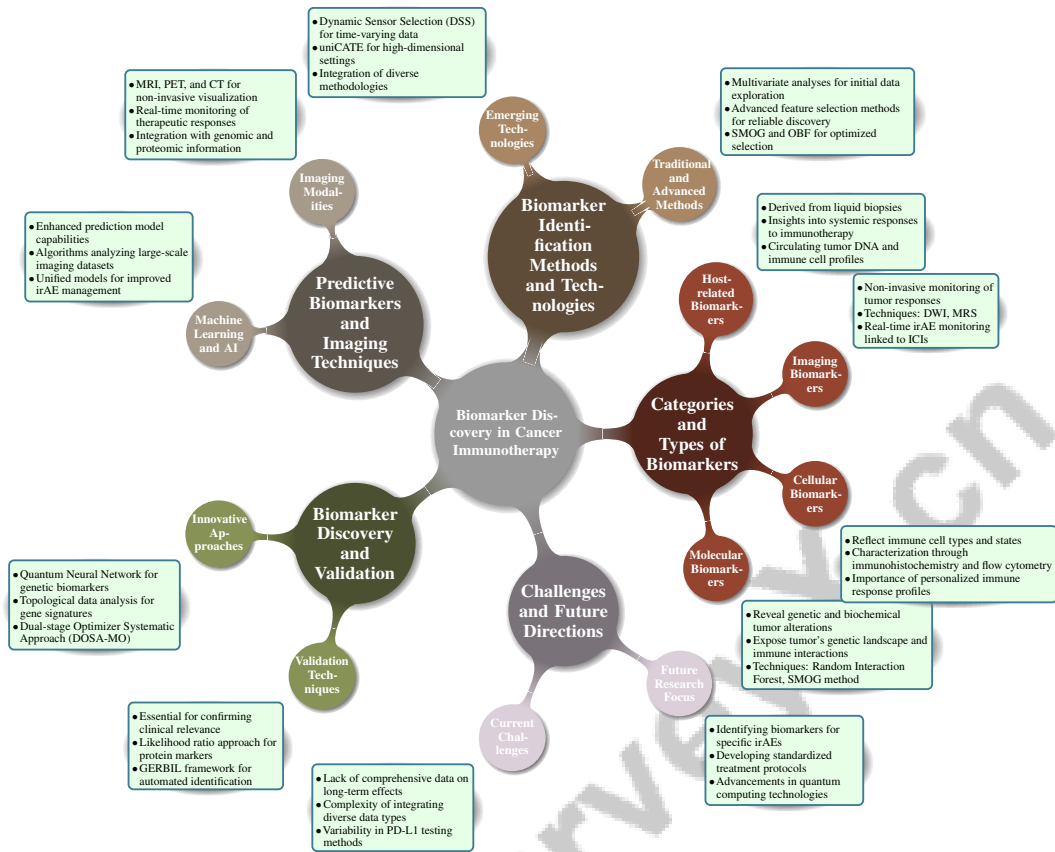 • Dynamic Sensor Selection (DSS)
for time-varying data
• uniCATE for high-dimensional
settings
• Integration of diverse
methodologies
• MRI, PET, and CT for
non-invasive visualization
• Real-time monitoring of
therapeutic responses
• Integration with genomic and
proteomic information
• Multivariate analyses for initial data
exploration
• Advanced feature selection methods
for reliable discovery
• SMOG and OBF for optimized
selection
Emerging
Tech-
nologies
Traditional
and
Advanced
Methods
Imaging
Modal-
ities
Biomarker
Identi-
fication
Methods
and Tech-
nologies
• Derived from liquid biopsies
• Insights into systemic responses
to immunotherapy
• Circulating tumor DNA and
immune cell profiles
• Enhanced prediction model
capabilities
• Algorithms analyzing large-scale
imaging datasets
• Unified models for improved
irAE management
Host-
related
Biomark-
ers
• Non-invasive monitoring of
tumor responses
• Techniques: DWI, MRS
• Real-time irAE monitoring
linked to ICIs
Predictive
Biomarkers
and
Imaging
Techniques
Machine
Learning
and AI
Imaging
Biomark-
ers
Biomarker Dis-
covery in Cancer
Immunotherapy
Categories
and
Types of
Biomarkers
Cellular
Biomark-
ers
Innovative
Ap-
proaches
Biomarker
Discovery
and
Validation
Molecular
Biomark-
ers
• Reflect immune cell types and states
• Characterization through
immunohistochemistry and flow cytometry
• Importance of personalized immune
response profiles
• Quantum Neural Network for
genetic biomarkers
• Topological data analysis for
gene signatures
• Dual-stage Optimizer Systematic
Approach (DOSA-MO)
Challenges
and Future
Directions
• Reveal genetic and biochemical
tumor alterations
• Expose tumor's genetic landscape and
immune interactions
• Techniques: Random Interaction
Forest, SMOG method
Validation
Tech-
niques
Future
Research
Focus
Current
Chal-
lenges
• Essential for confirming
clinical relevance
• Likelihood ratio approach for
protein markers
• GERBIL framework for
automated identification
• Identifying biomarkers for
specific irAEs
• Developing standardized
treatment protocols
• Advancements in quantum
computing technologies
• Lack of comprehensive data on
long-term effects
• Complexity of integrating
diverse data types
• Variability in PD-L1 testing
methods